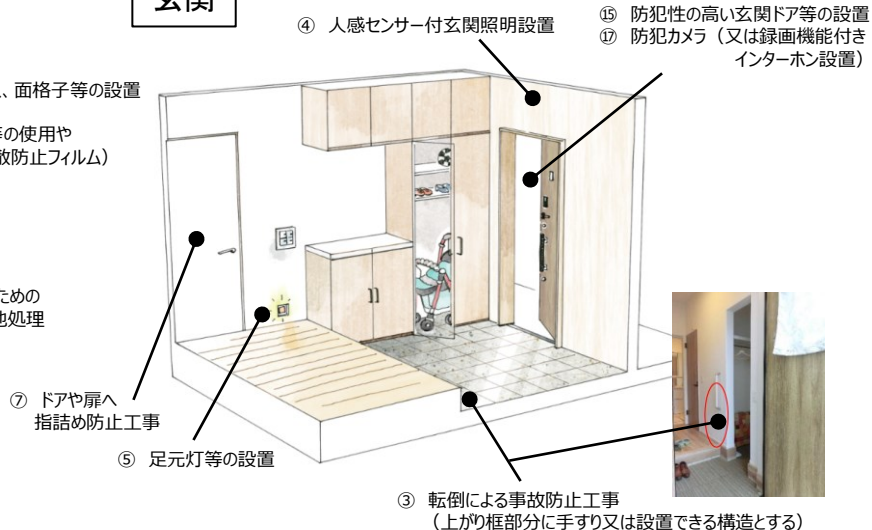 玄関
④ 人感センサー付玄関照明設置
⑮ 防犯性の高い玄関ドア等の設置
⑰ 防犯カメラ（又は録画機能付き
インターホン設置）
、面格子等の設置
等の使用や
放防止フィルム）
ための
地処理
⑦ ドアや扉へ
指詰め防止工事
⑤ 足元灯等の設置
③ 転倒による事故防止工事
（上がり框部分に手すり又は設置できる構造とする）